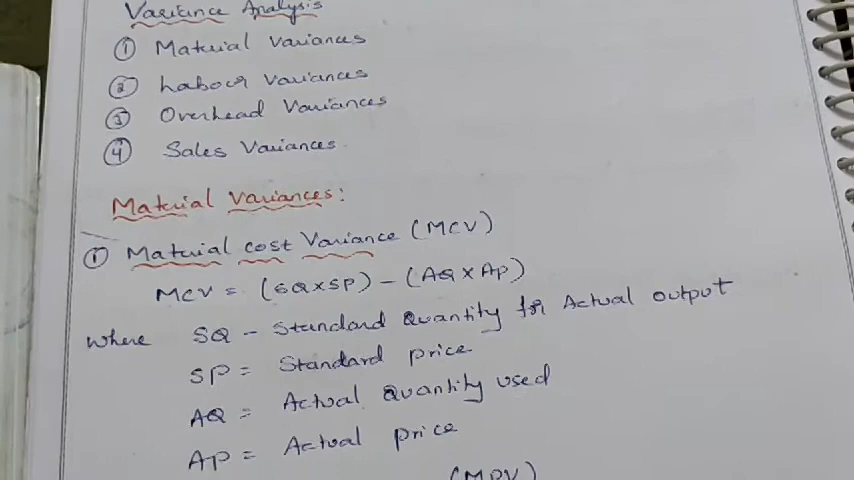 Variance Analysis
① Material Variances
② Labour Variances
③ Overhead Variances
④ Sales Variances
Material Variances:
① Material cost Variance (MCV)
MCV = (SQ×SP) - (AQ×AP)
where SQ - Standard Quantity for Actual output
SP = Standard price
AQ = Actual Quantity used
AP = Actual price
(MPV)